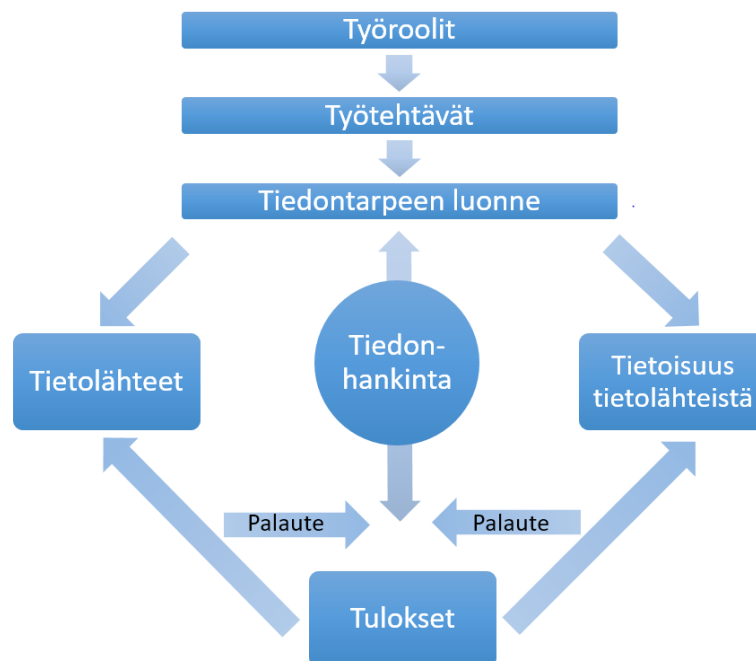 Työroolit
Työtehtävät
Tiedontarpeen luonne
Tietolähteet
Tiedon-
hankinta
Tietoisuus
tietolähteistä
Palaute
Palaute
Tulokset